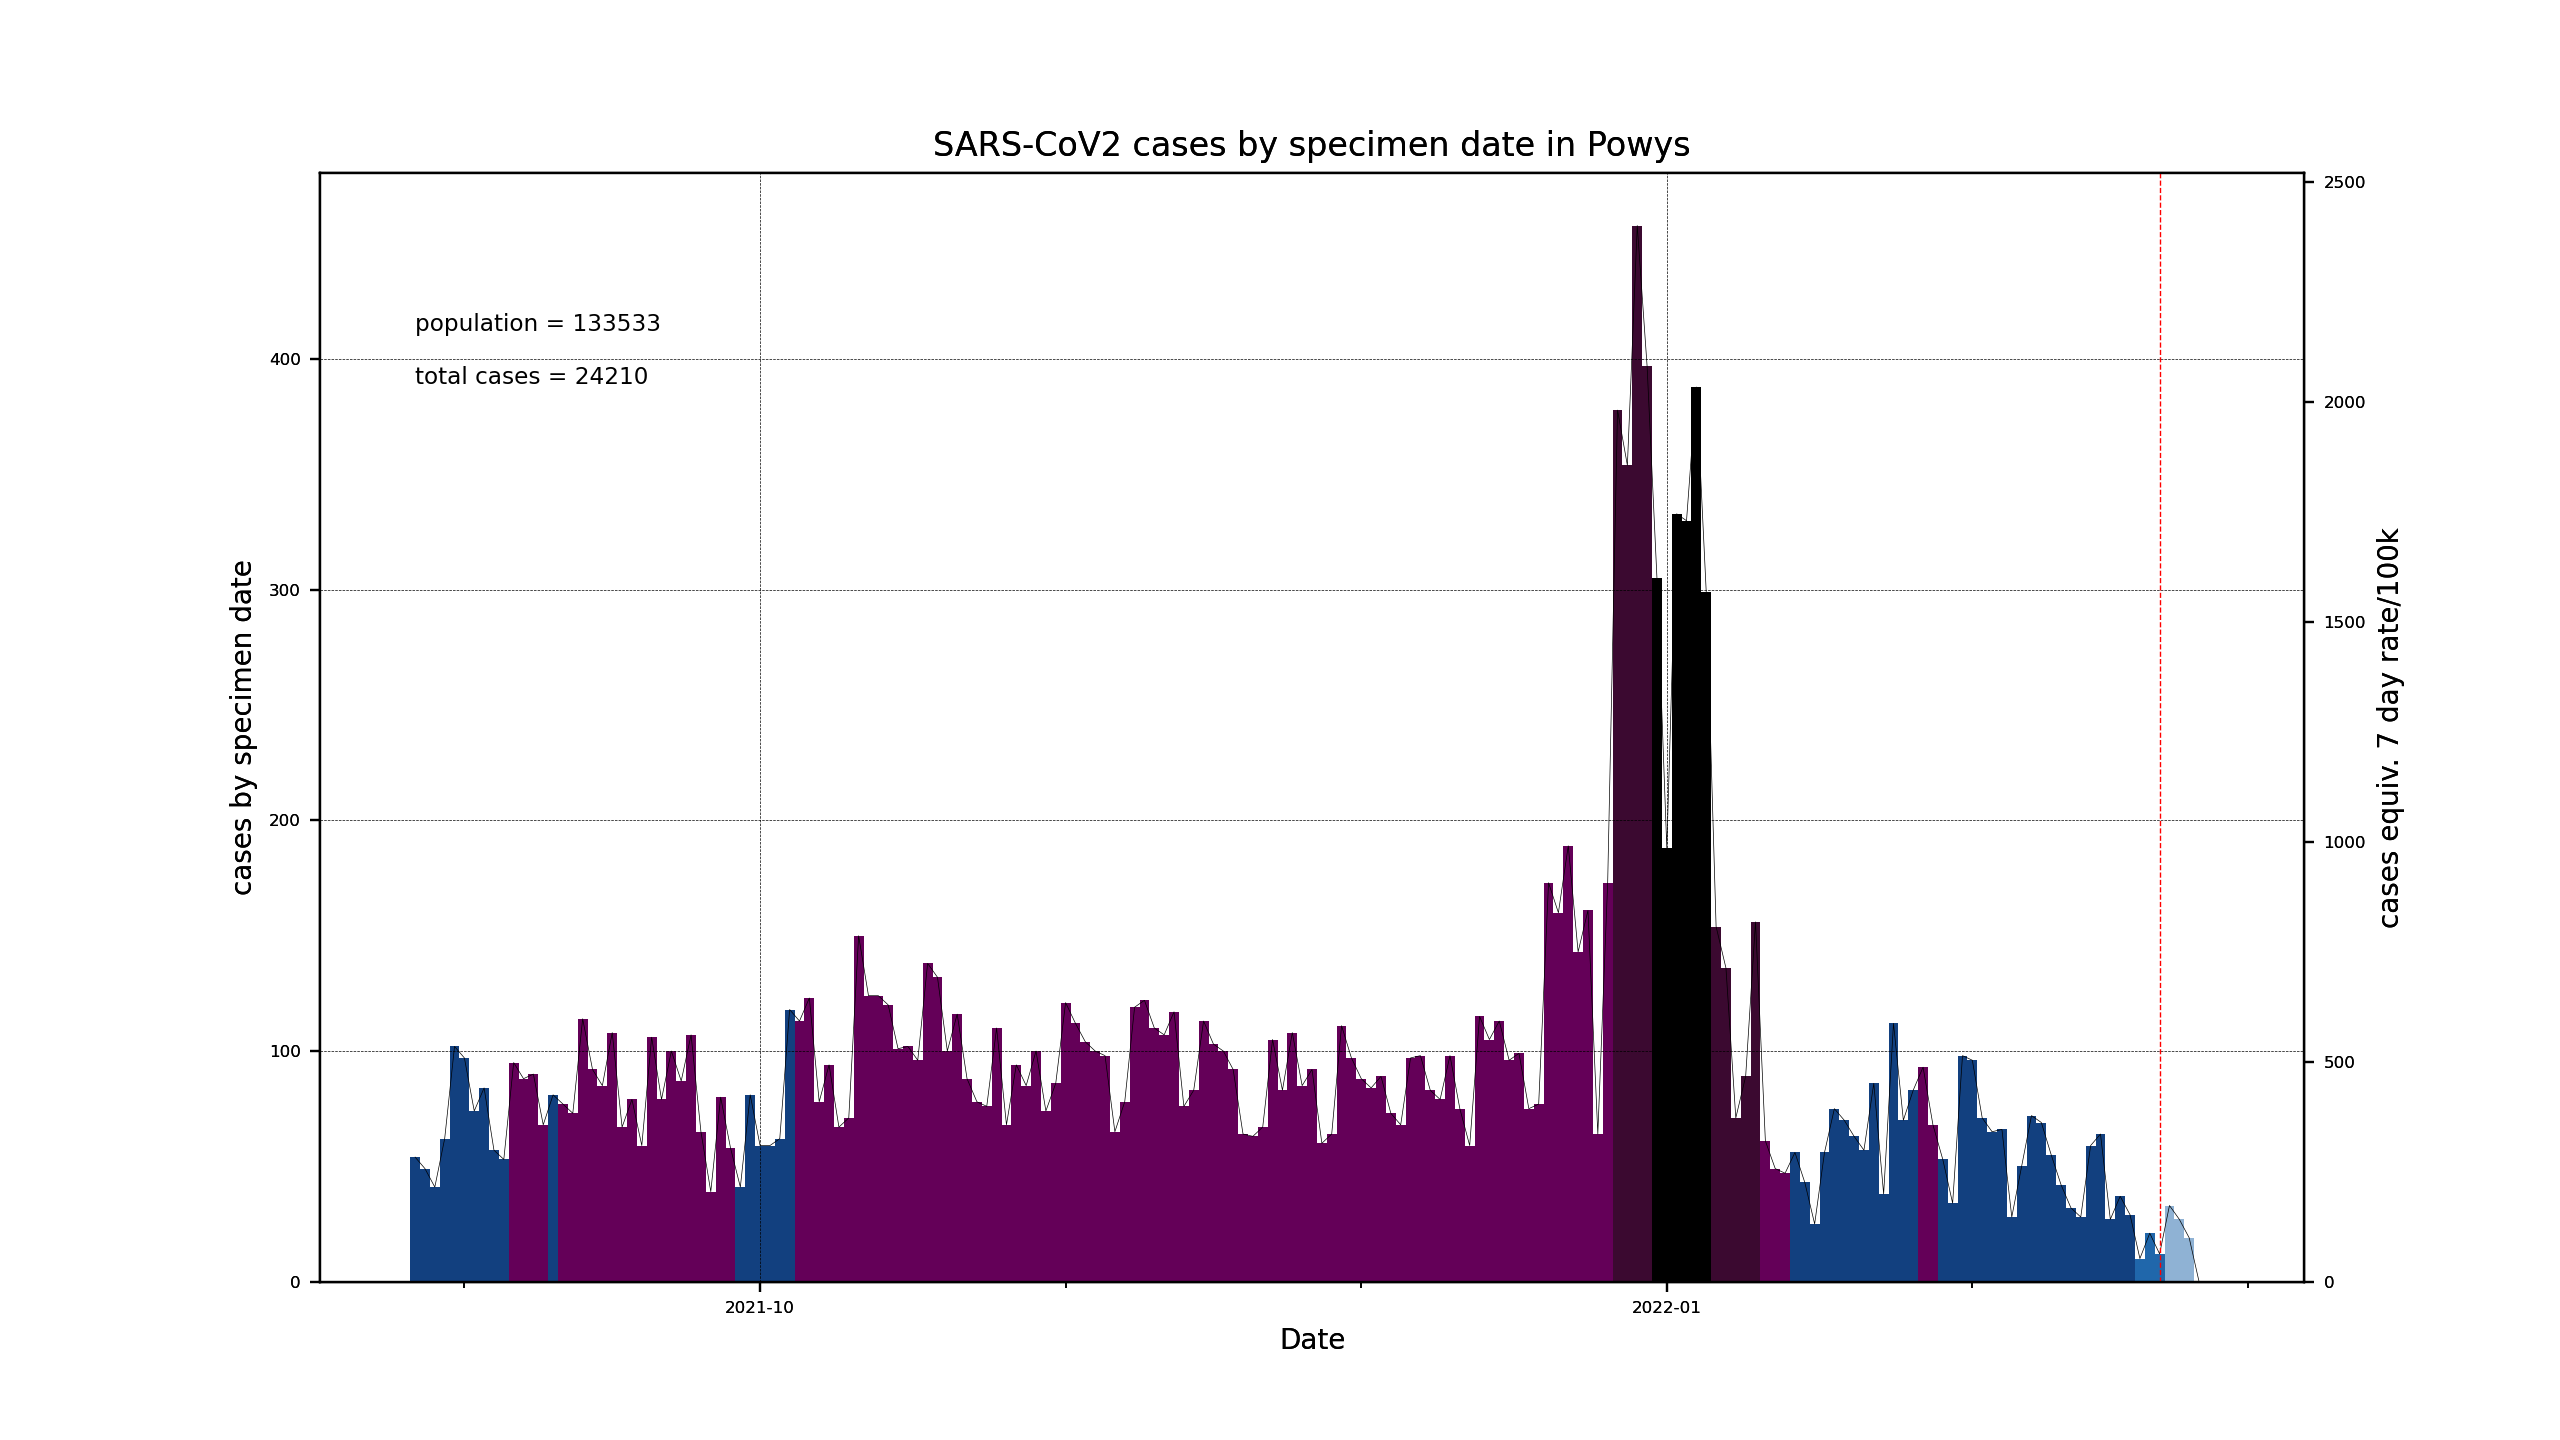 SARS-CoV2 cases by specimen date in Powys
population = 133533
total cases = 24210
cases by specimen date
400
300
200
100
0
2500
2000
1500
1000
500
0
cases equiv. 7 day rate/100k
2021-10
2022-01
Date